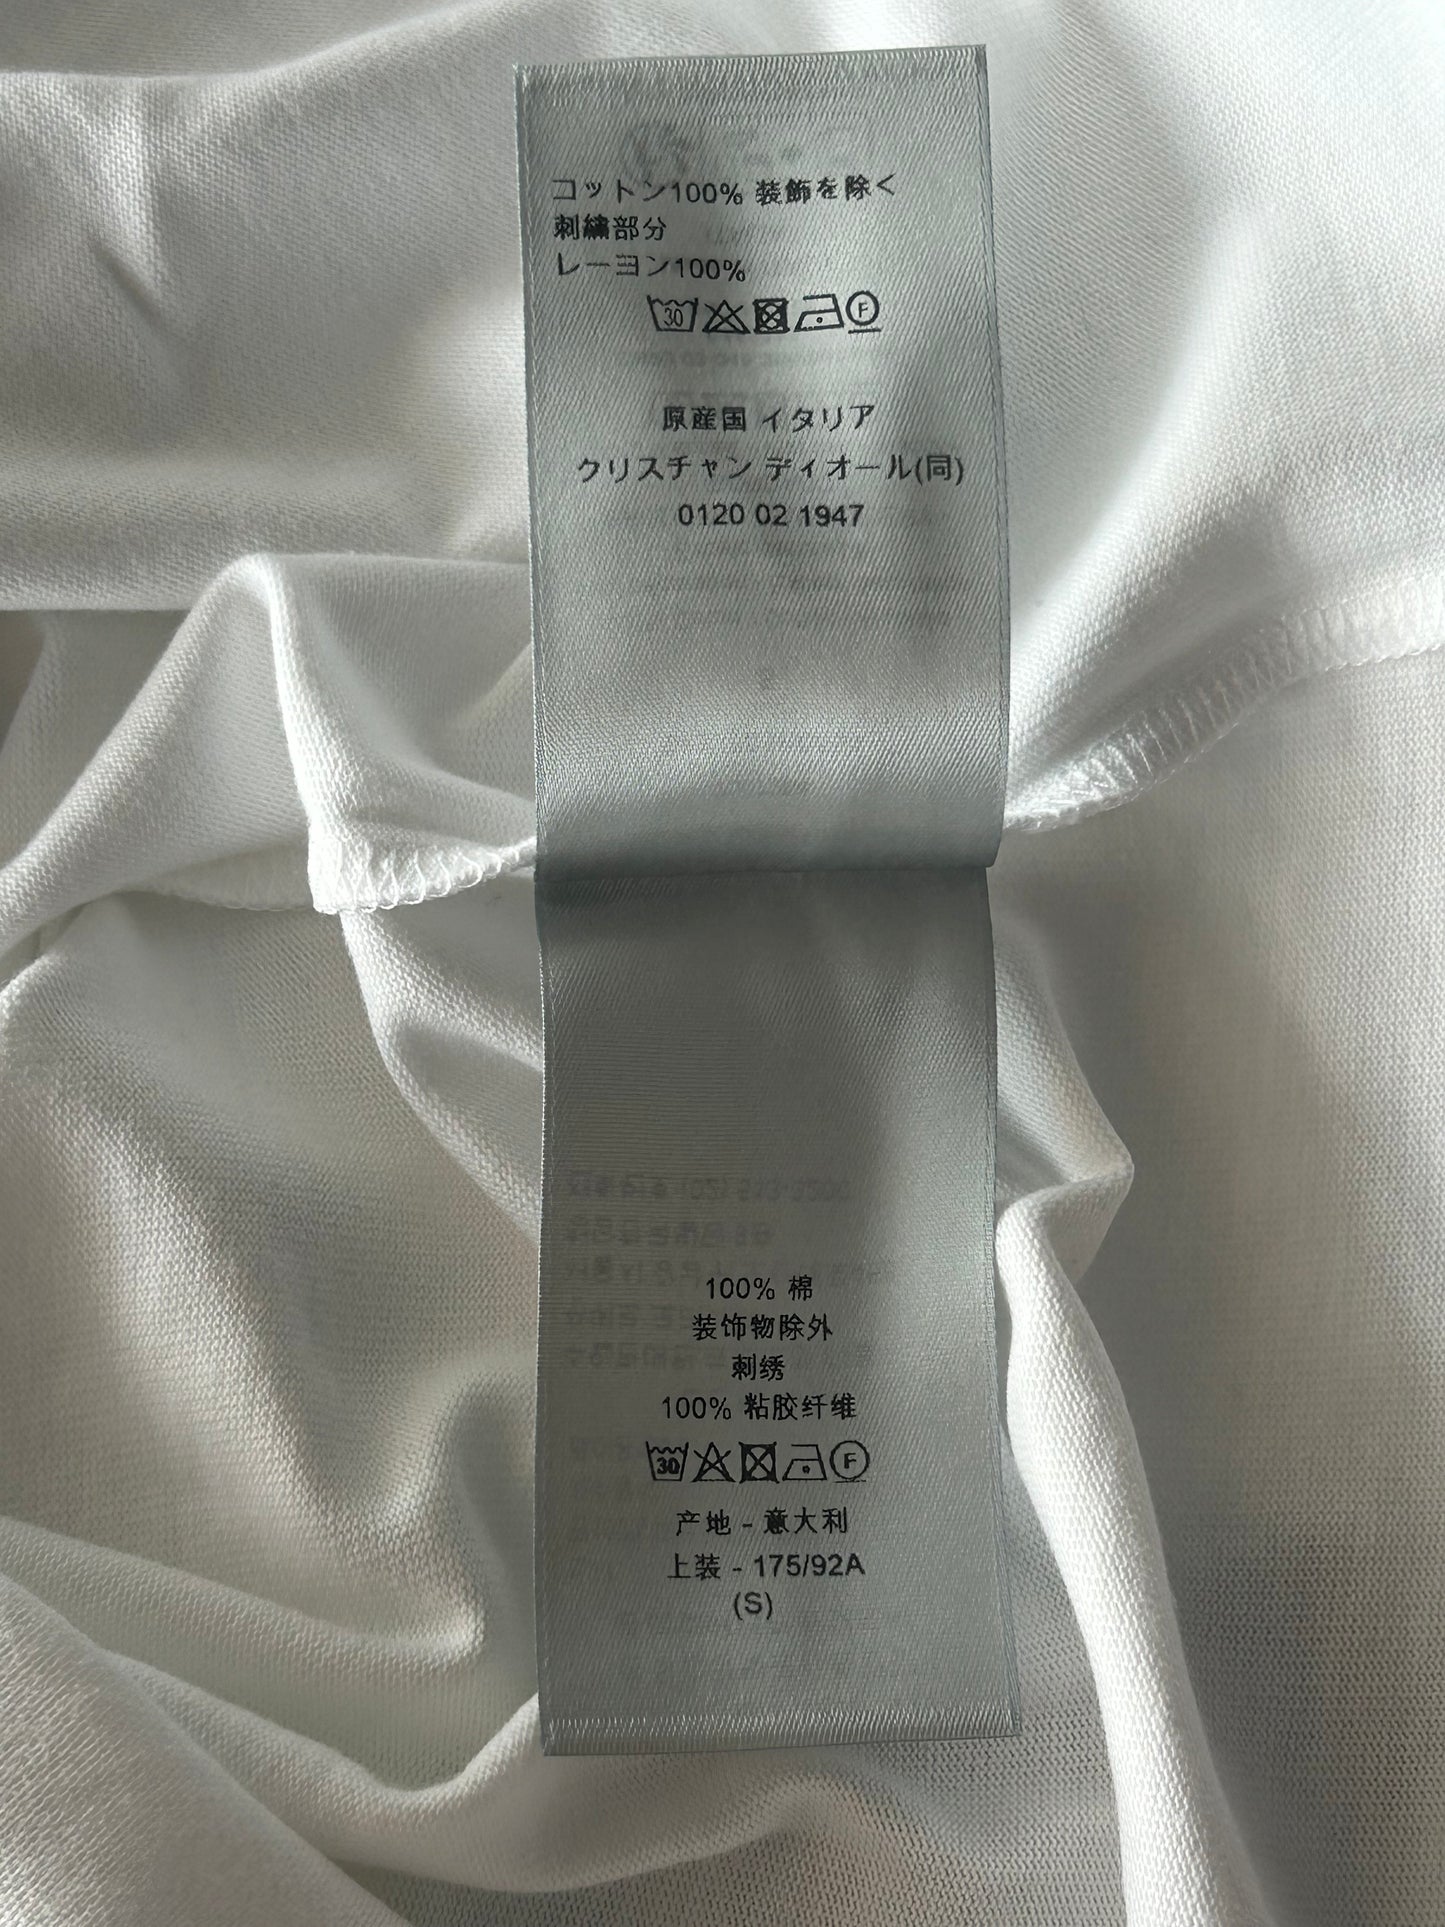 コットン100% 装飾を除く
刺繍部分
レーヨン100%
30 F
原産国 イタリア
クリスチャン ディオール(同)
0120 02 1947
100% 棉
装饰物除外
刺绣
100% 粘胶纤维
30 F
产地 - 意大利
上装 - 175/92A
(S)